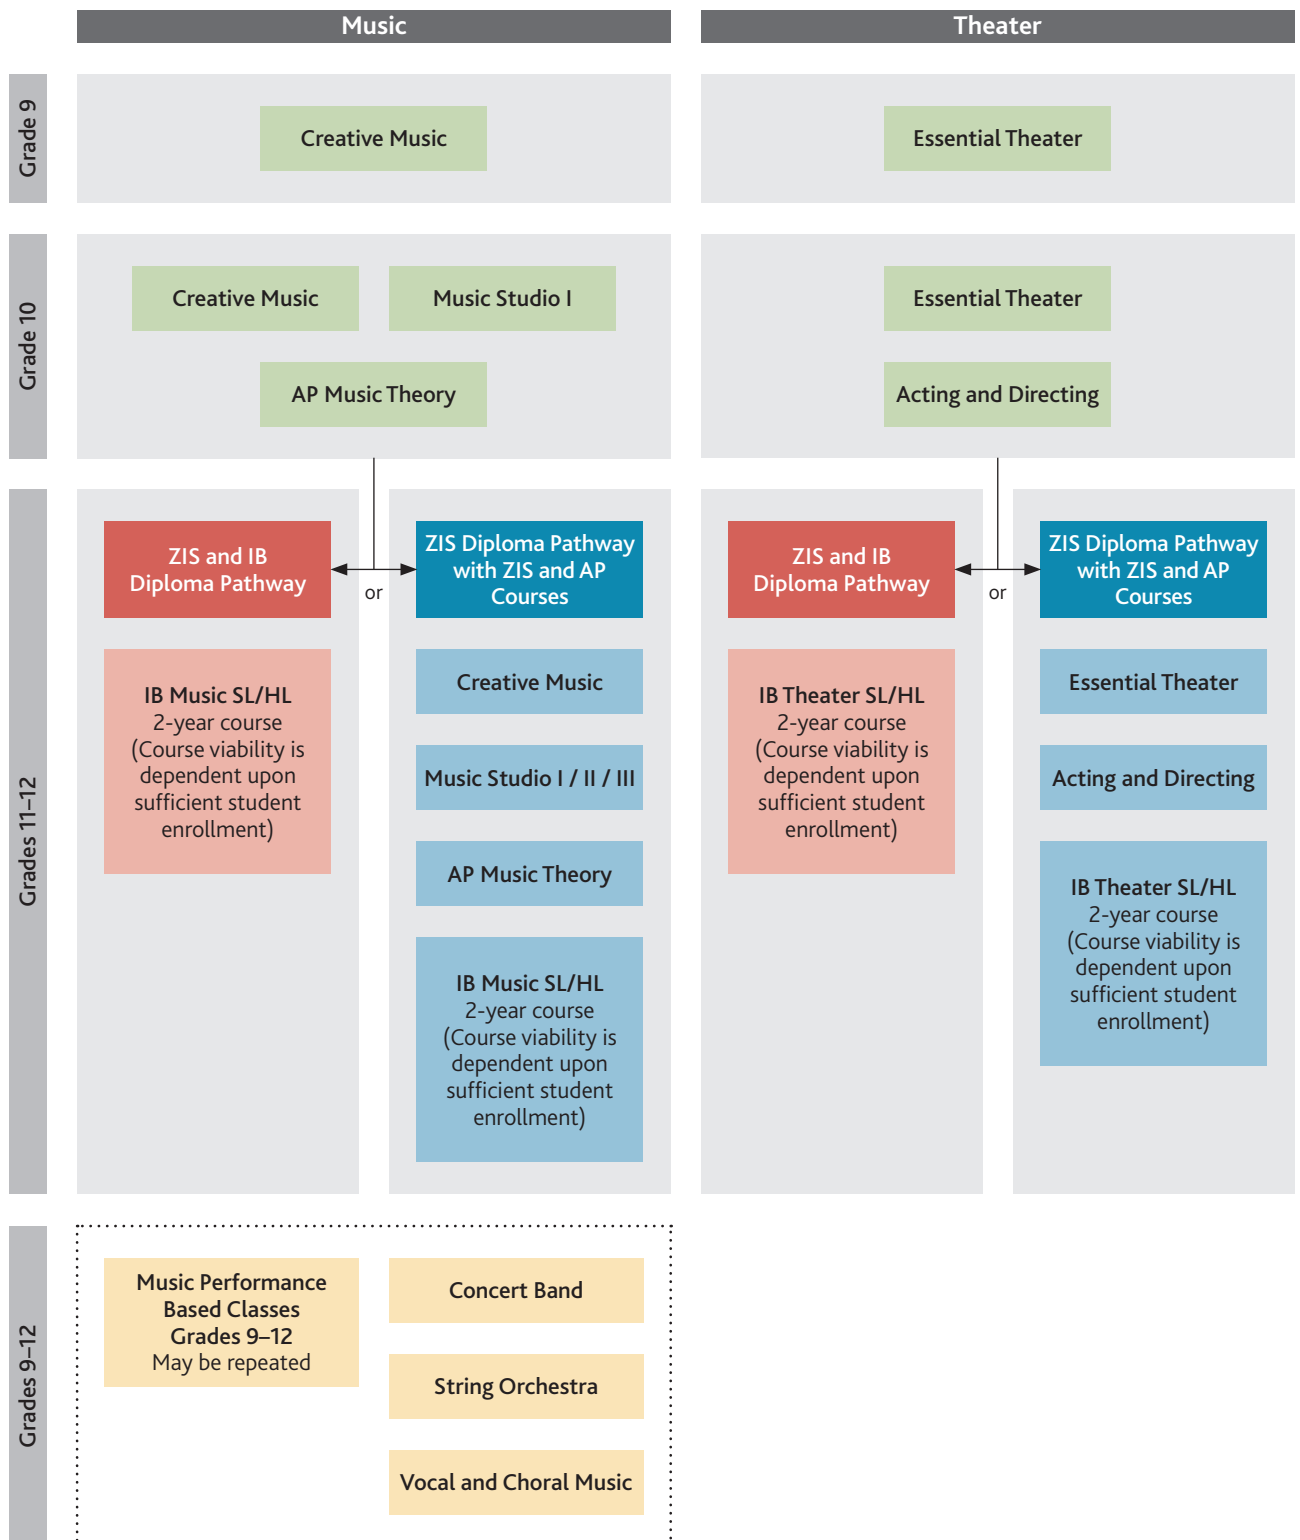 Music
Theater
Grade 9
Creative Music
Essential Theater
Grade 10
Creative Music
Music Studio I
AP Music Theory
Essential Theater
Acting and Directing
Grades 11–12
ZIS and IB
Diploma Pathway
or
ZIS Diploma Pathway
with ZIS and AP
Courses
IB Music SL/HL
2-year course
(Course viability is
dependent upon
sufficient student
enrollment)
Creative Music
Music Studio I / II / III
AP Music Theory
IB Music SL/HL
2-year course
(Course viability is
dependent upon
sufficient student
enrollment)
ZIS and IB
Diploma Pathway
or
ZIS Diploma Pathway
with ZIS and AP
Courses
IB Theater SL/HL
2-year course
(Course viability is
dependent upon
sufficient student
enrollment)
Essential Theater
Acting and Directing
IB Theater SL/HL
2-year course
(Course viability is
dependent upon
sufficient student
enrollment)
Grades 9–12
Music Performance
Based Classes
Grades 9–12
May be repeated
Concert Band
String Orchestra
Vocal and Choral Music